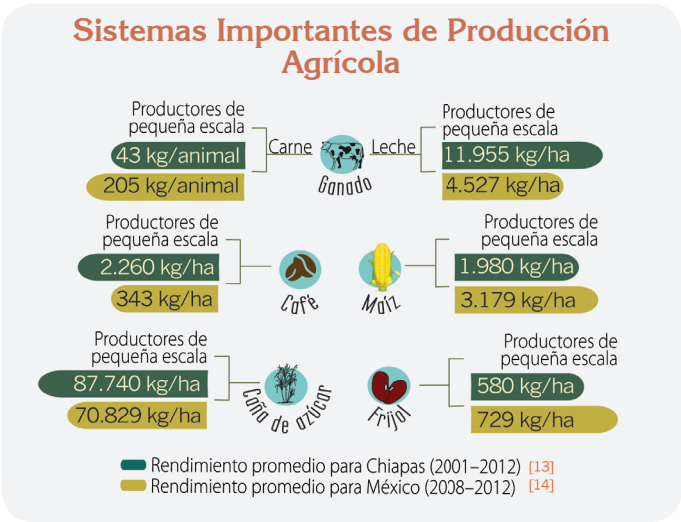 Sistemas Importantes de Producción
Agrícola
Productores de
pequeña escala
43 kg/animal
205 kg/animal
Carne
Ganado
Leche
Productores de
pequeña escala
11.955 kg/ha
4.527 kg/ha
Productores de
pequeña escala
2.260 kg/ha
343 kg/ha
Café
Maíz
Productores de
pequeña escala
1.980 kg/ha
3.179 kg/ha
Productores de
pequeña escala
87.740 kg/ha
70.829 kg/ha
Caña de azúcar
Frijol
Productores de
pequeña escala
580 kg/ha
729 kg/ha
Rendimiento promedio para Chiapas (2001–2012) [13]
Rendimiento promedio para México (2008–2012) [14]